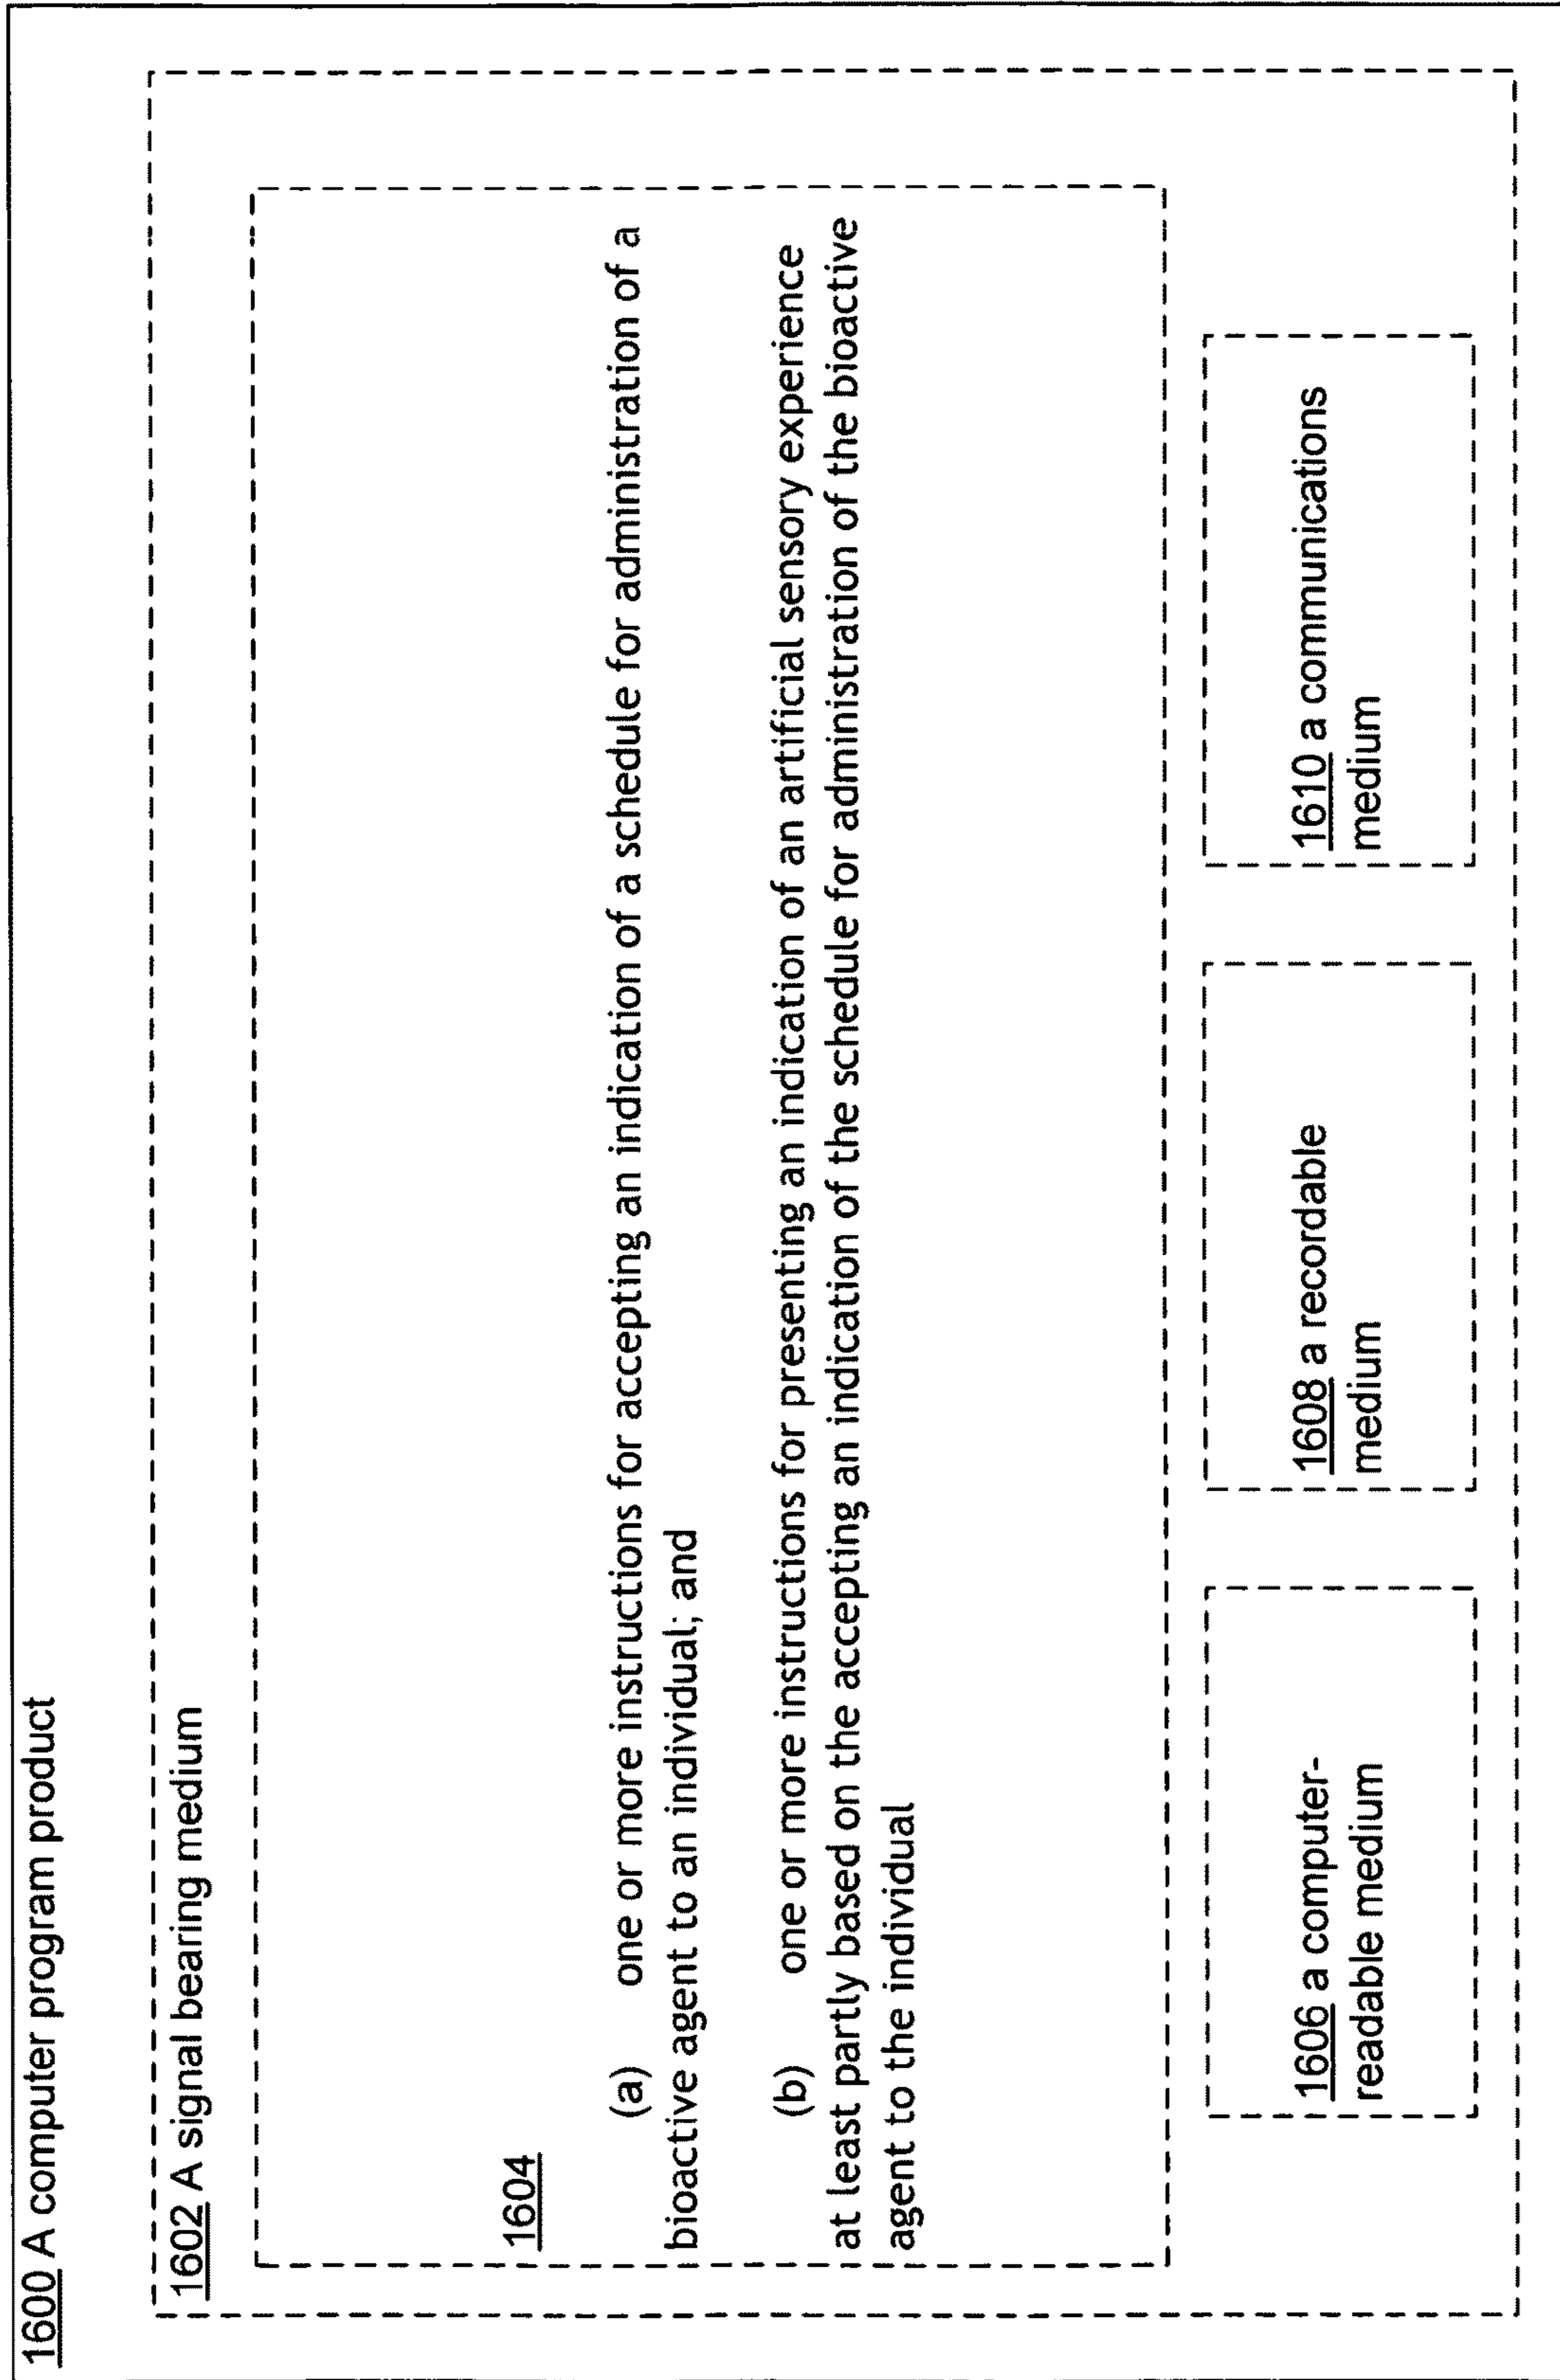 1600 A computer program product
1602 A signal bearing medium
1604
(a) one or more instructions for accepting an indication of a schedule for administration of a
bioactive agent to an individual; and
(b) one or more instructions for presenting an indication of an artificial sensory experience
at least partly based on the accepting an indication of the schedule for administration of the bioactive
agent to the individual
1606 a computer-
readable medium
1608 a recordable
medium
1610 a communications
medium